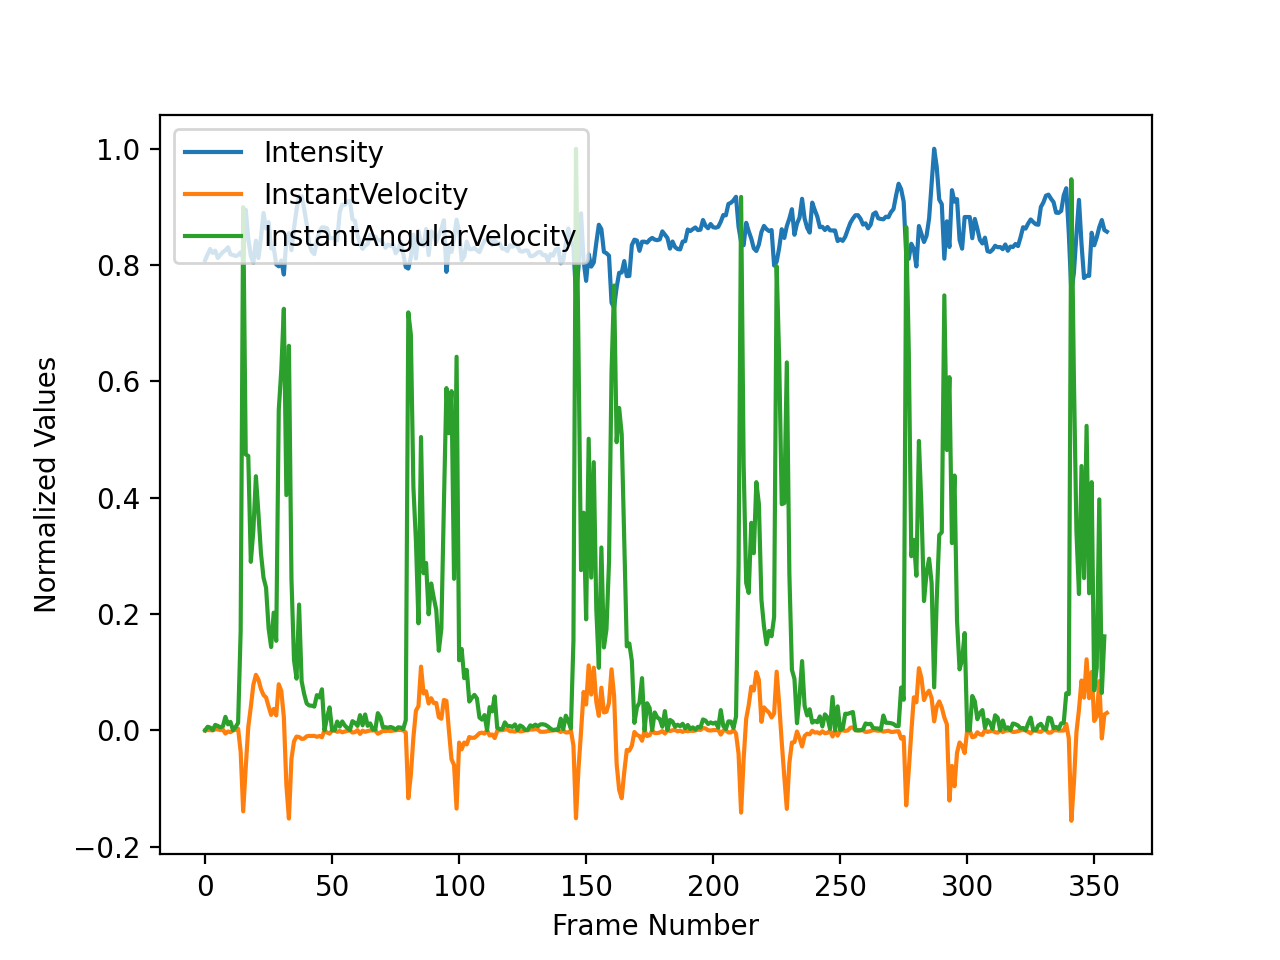 Intensity
InstantVelocity
InstantAngularVelocity
1.0
0.8
0.6
0.4
0.2
0.0
−0.2
Normalized Values
0 50 100 150 200 250 300 350
Frame Number